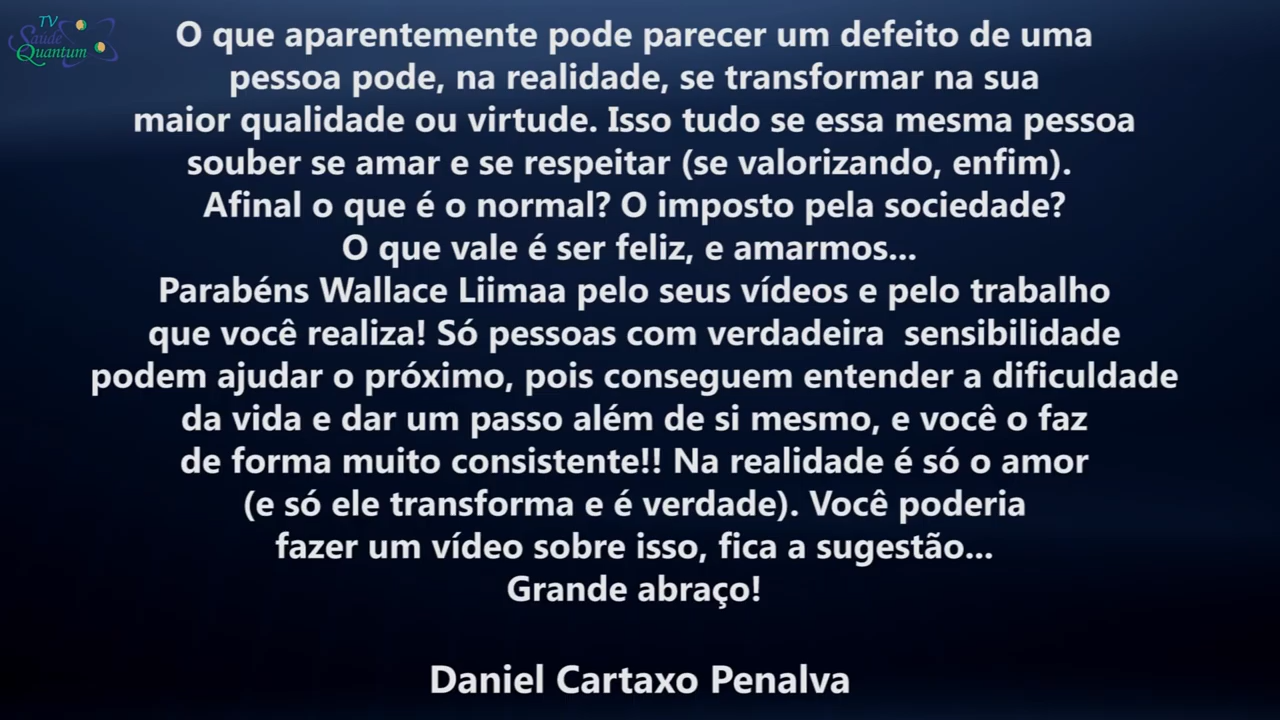 TV
Saúde
Quantum
O que aparentemente pode parecer um defeito de uma
pessoa pode, na realidade, se transformar na sua
maior qualidade ou virtude. Isso tudo se essa mesma pessoa
souber se amar e se respeitar (se valorizando, enfim).
Afinal o que é o normal? O imposto pela sociedade?
O que vale é ser feliz, e amarmos...
Parabéns Wallace Liimaa pelo seus vídeos e pelo trabalho
que você realiza! Só pessoas com verdadeira  sensibilidade
podem ajudar o próximo, pois conseguem entender a dificuldade
da vida e dar um passo além de si mesmo, e você o faz
de forma muito consistente!! Na realidade é só o amor
(e só ele transforma e é verdade). Você poderia
fazer um vídeo sobre isso, fica a sugestão...
Grande abraço!
Daniel Cartaxo Penalva